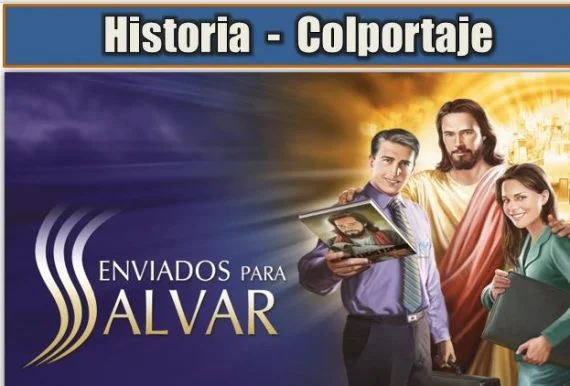 Historia - Colportaje
ENVIADOS PARA
SALVAR